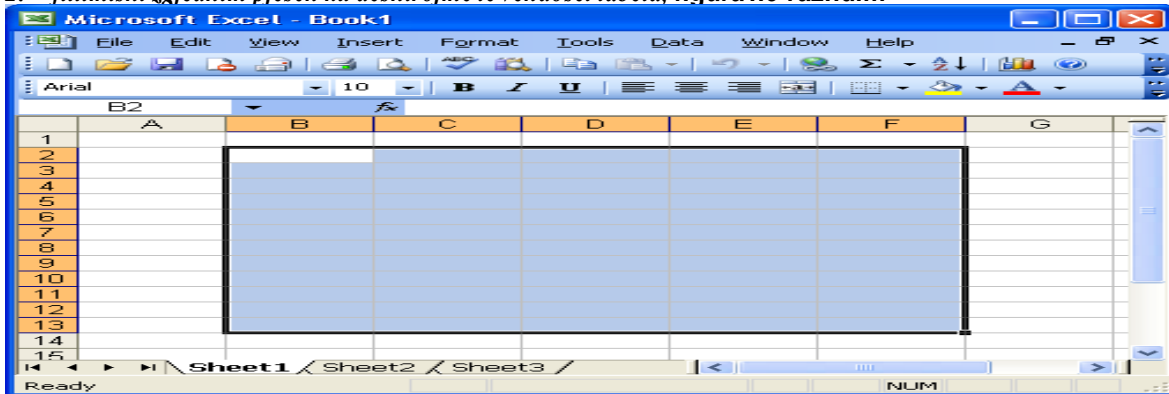 Microsoft Excel - Book1
File Edit View Insert Format Tools Data Window Help
Arial 10 B I U A
B2 fx
A B C D E F G
1
2
3
4
5
6
7
8
9
10
11
12
13
14
15
Sheet1 Sheet2 Sheet3
Ready NUM